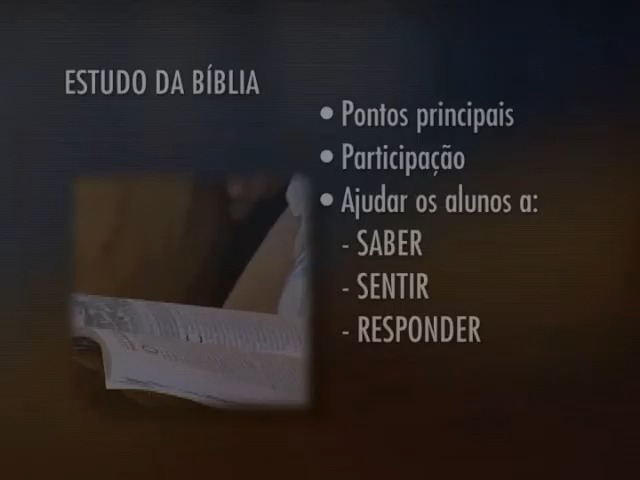 ESTUDO DA BÍBLIA
• Pontos principais
• Participação
• Ajudar os alunos a:
- SABER
- SENTIR
- RESPONDER